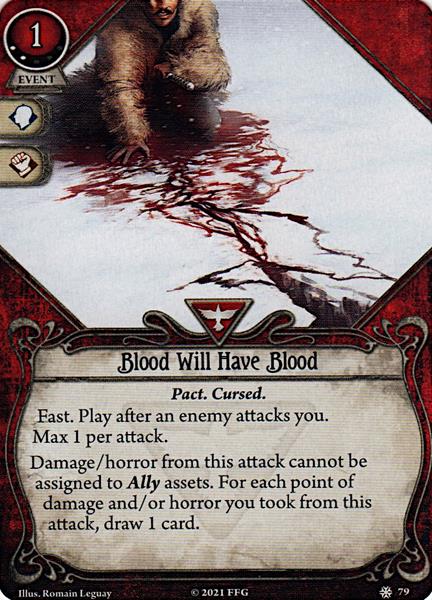 1
EVENT
Blood Will Have Blood
Pact. Cursed.
Fast. Play after an enemy attacks you.
Max 1 per attack.
Damage/horror from this attack cannot be
assigned to Ally assets. For each point of
damage and/or horror you took from this
attack, draw 1 card.
Illus. Romain Leguay © 2021 FFG 79